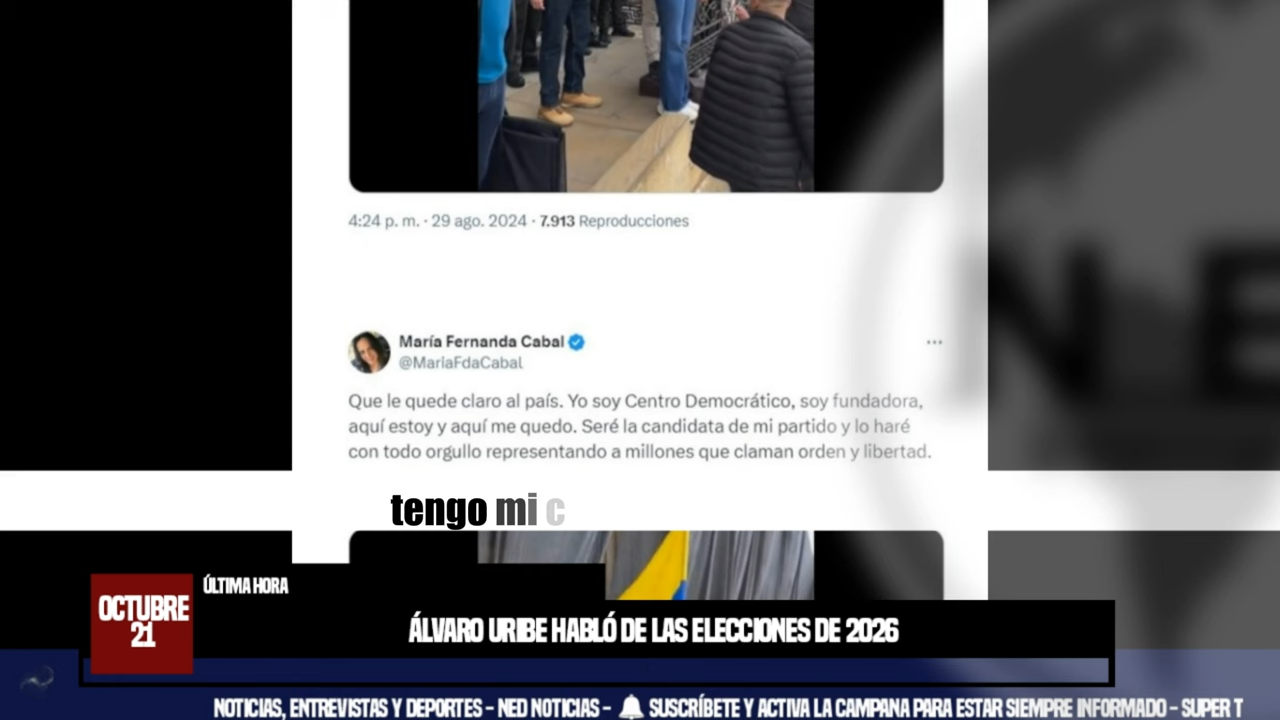 4:24 p. m. · 29 ago. 2024 · 7.913 Reproducciones
María Fernanda Cabal
@MariaFdaCabal
Que le quede claro al país. Yo soy Centro Democrático, soy fundadora,
aquí estoy y aquí me quedo. Seré la candidata de mi partido y lo haré
con todo orgullo representando a millones que claman orden y libertad.
NE
tengo mi c
ÚLTIMA HORA
OCTUBRE
21
ÁLVARO URIBE HABLÓ DE LAS ELECCIONES DE 2026
NOTICIAS, ENTREVISTAS Y DEPORTES - NED NOTICIAS - SUSCRÍBETE Y ACTIVA LA CAMPANA PARA ESTAR SIEMPRE INFORMADO - SUPER T